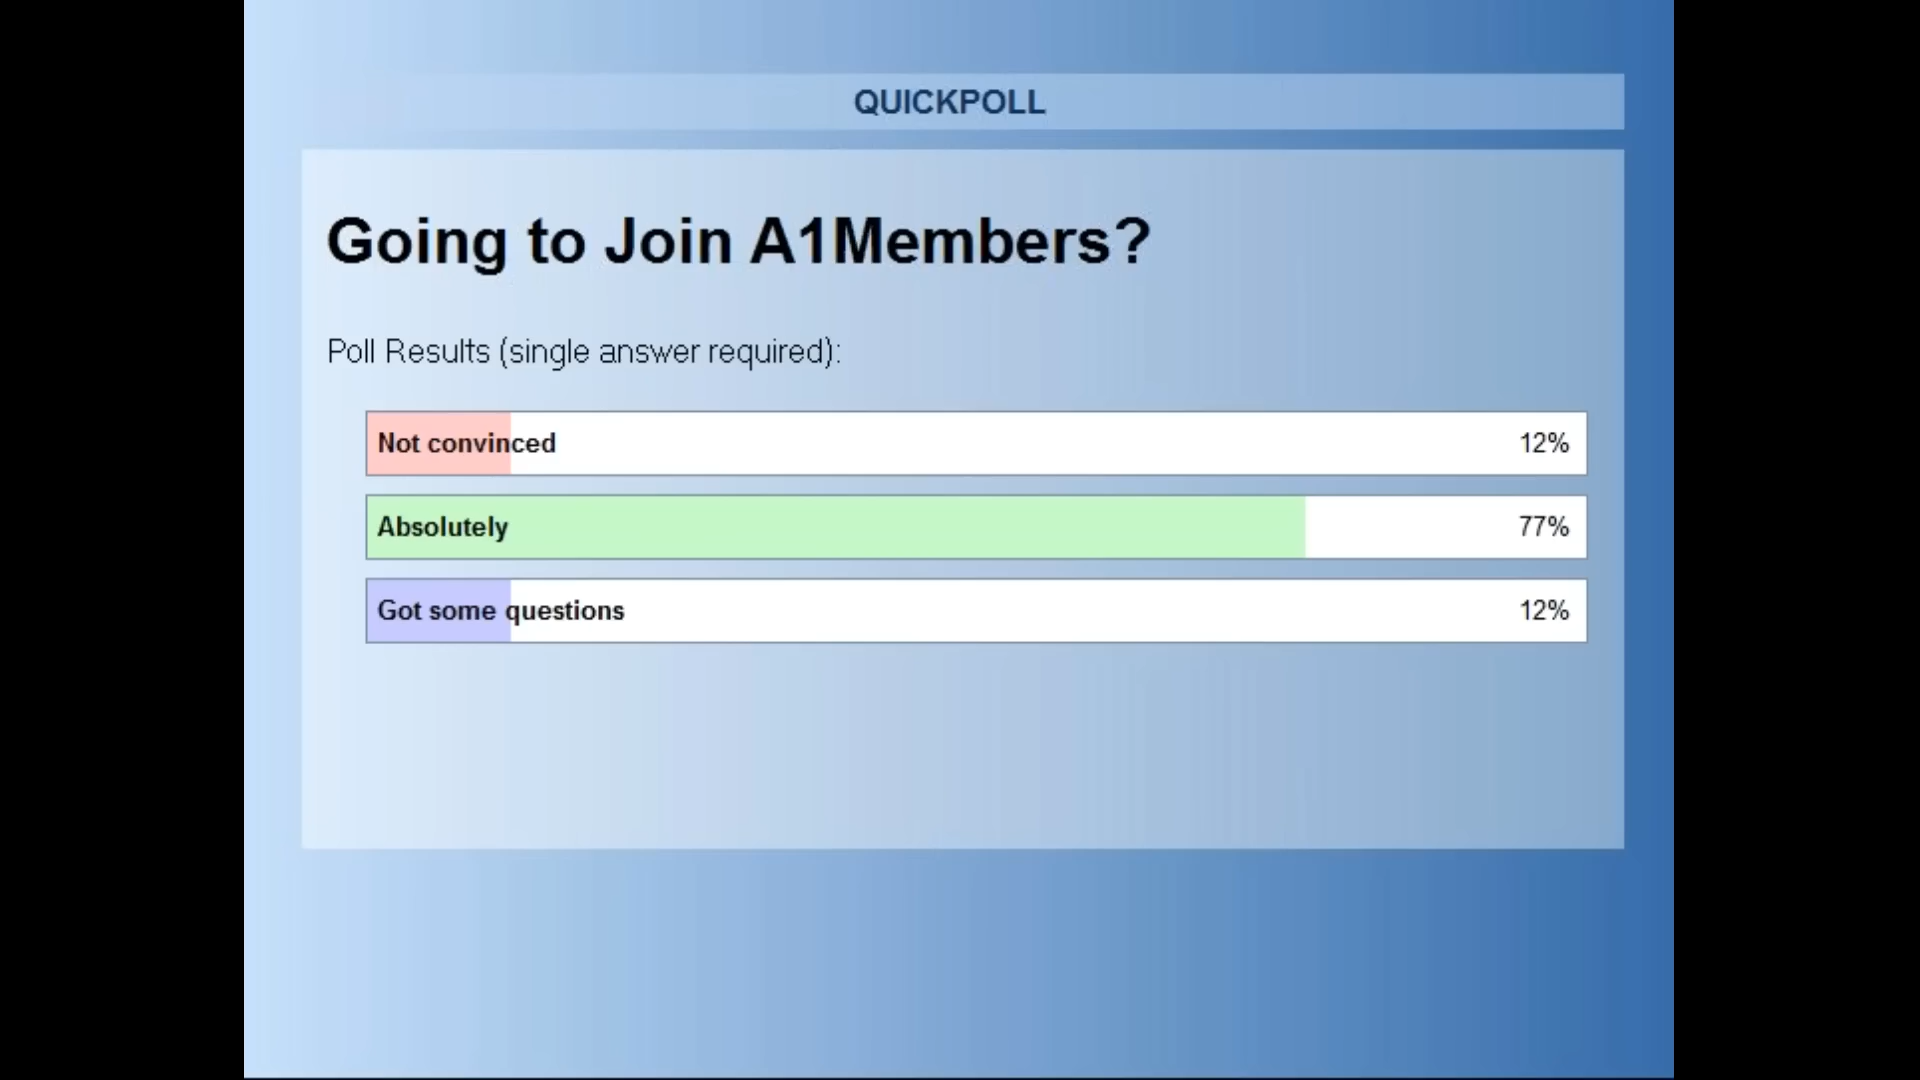 QUICKPOLL
Going to Join A1Members?
Poll Results (single answer required):
Not convinced 12%
Absolutely 77%
Got some questions 12%